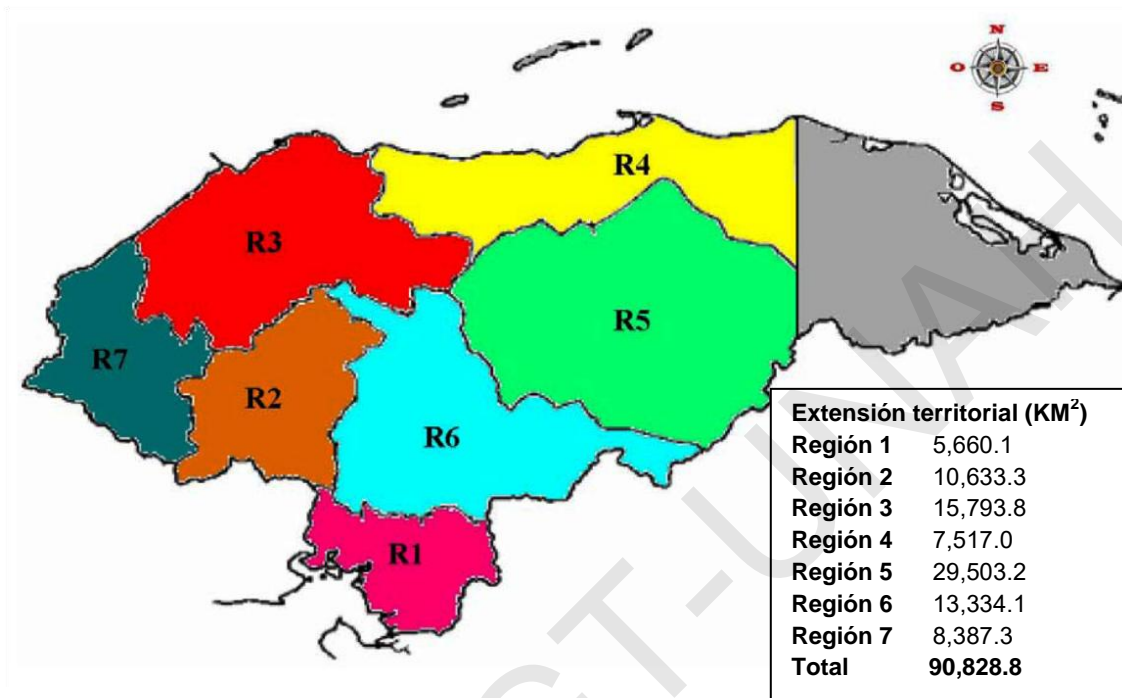 N
O E
S
R4
R3
R5
R7
R2
R6
R1
Extensión territorial (KM²)
Región 1 5,660.1
Región 2 10,633.3
Región 3 15,793.8
Región 4 7,517.0
Región 5 29,503.2
Región 6 13,334.1
Región 7 8,387.3
Total 90,828.8
CT-UNAH